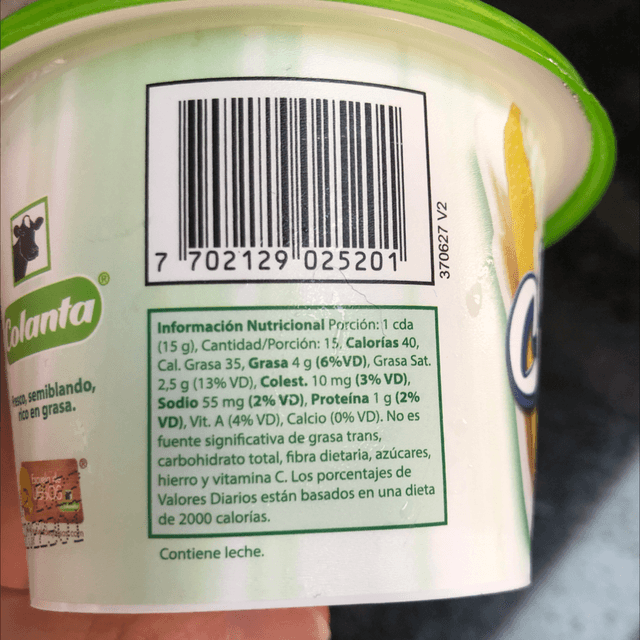 7 702129 025201
370627 V2
Colanta®
semiblando,
rico en grasa.
Información Nutricional Porción: 1 cda
(15 g), Cantidad/Porción: 15, Calorías 40,
Cal. Grasa 35, Grasa 4 g (6%VD), Grasa Sat.
2,5 g (13% VD), Colest. 10 mg (3% VD),
Sodio 55 mg (2% VD), Proteína 1 g (2%
VD), Vit. A (4% VD), Calcio (0% VD). No es
fuente significativa de grasa trans,
carbohidrato total, fibra dietaria, azúcares,
hierro y vitamina C. Los porcentajes de
Valores Diarios están basados en una dieta
de 2000 calorías.
Contiene leche.